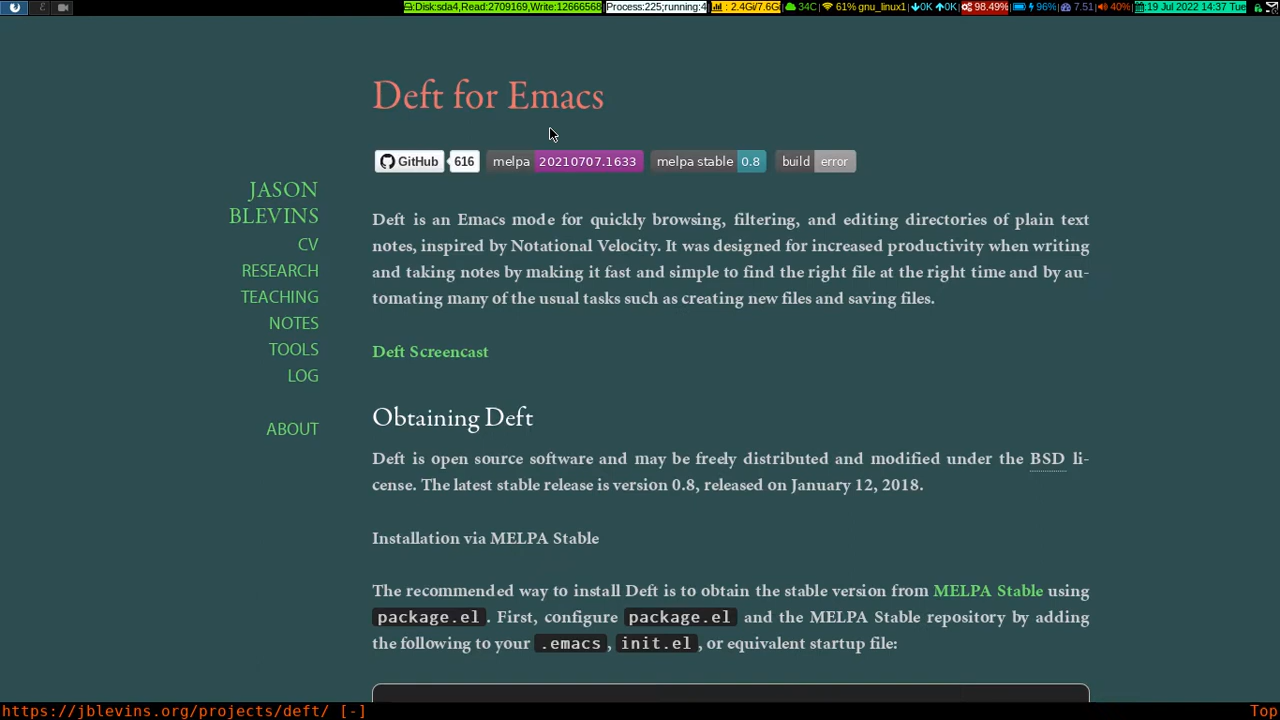 Disk:sda4,Read:2709169,Write:12666568 Process:225;running:4 : 2.4Gi/7.6Gi 34C 61% gnu_linux1 0K 0K 98.49% 96% 7.51 40% :19 Jul 2022 14:37 Tue
Deft for Emacs
GitHub 616 melpa 20210707.1633 melpa stable 0.8 build error
JASON
BLEVINS
CV
RESEARCH
TEACHING
NOTES
TOOLS
LOG
ABOUT
Deft is an Emacs mode for quickly browsing, filtering, and editing directories of plain text
notes, inspired by Notational Velocity. It was designed for increased productivity when writing
and taking notes by making it fast and simple to find the right file at the right time and by au-
tomating many of the usual tasks such as creating new files and saving files.
Deft Screencast
Obtaining Deft
Deft is open source software and may be freely distributed and modified under the BSD li-
cense. The latest stable release is version 0.8, released on January 12, 2018.
Installation via MELPA Stable
The recommended way to install Deft is to obtain the stable version from MELPA Stable using
package.el. First, configure package.el and the MELPA Stable repository by adding
the following to your .emacs, init.el, or equivalent startup file:
https://jblevins.org/projects/deft/ [-] Top